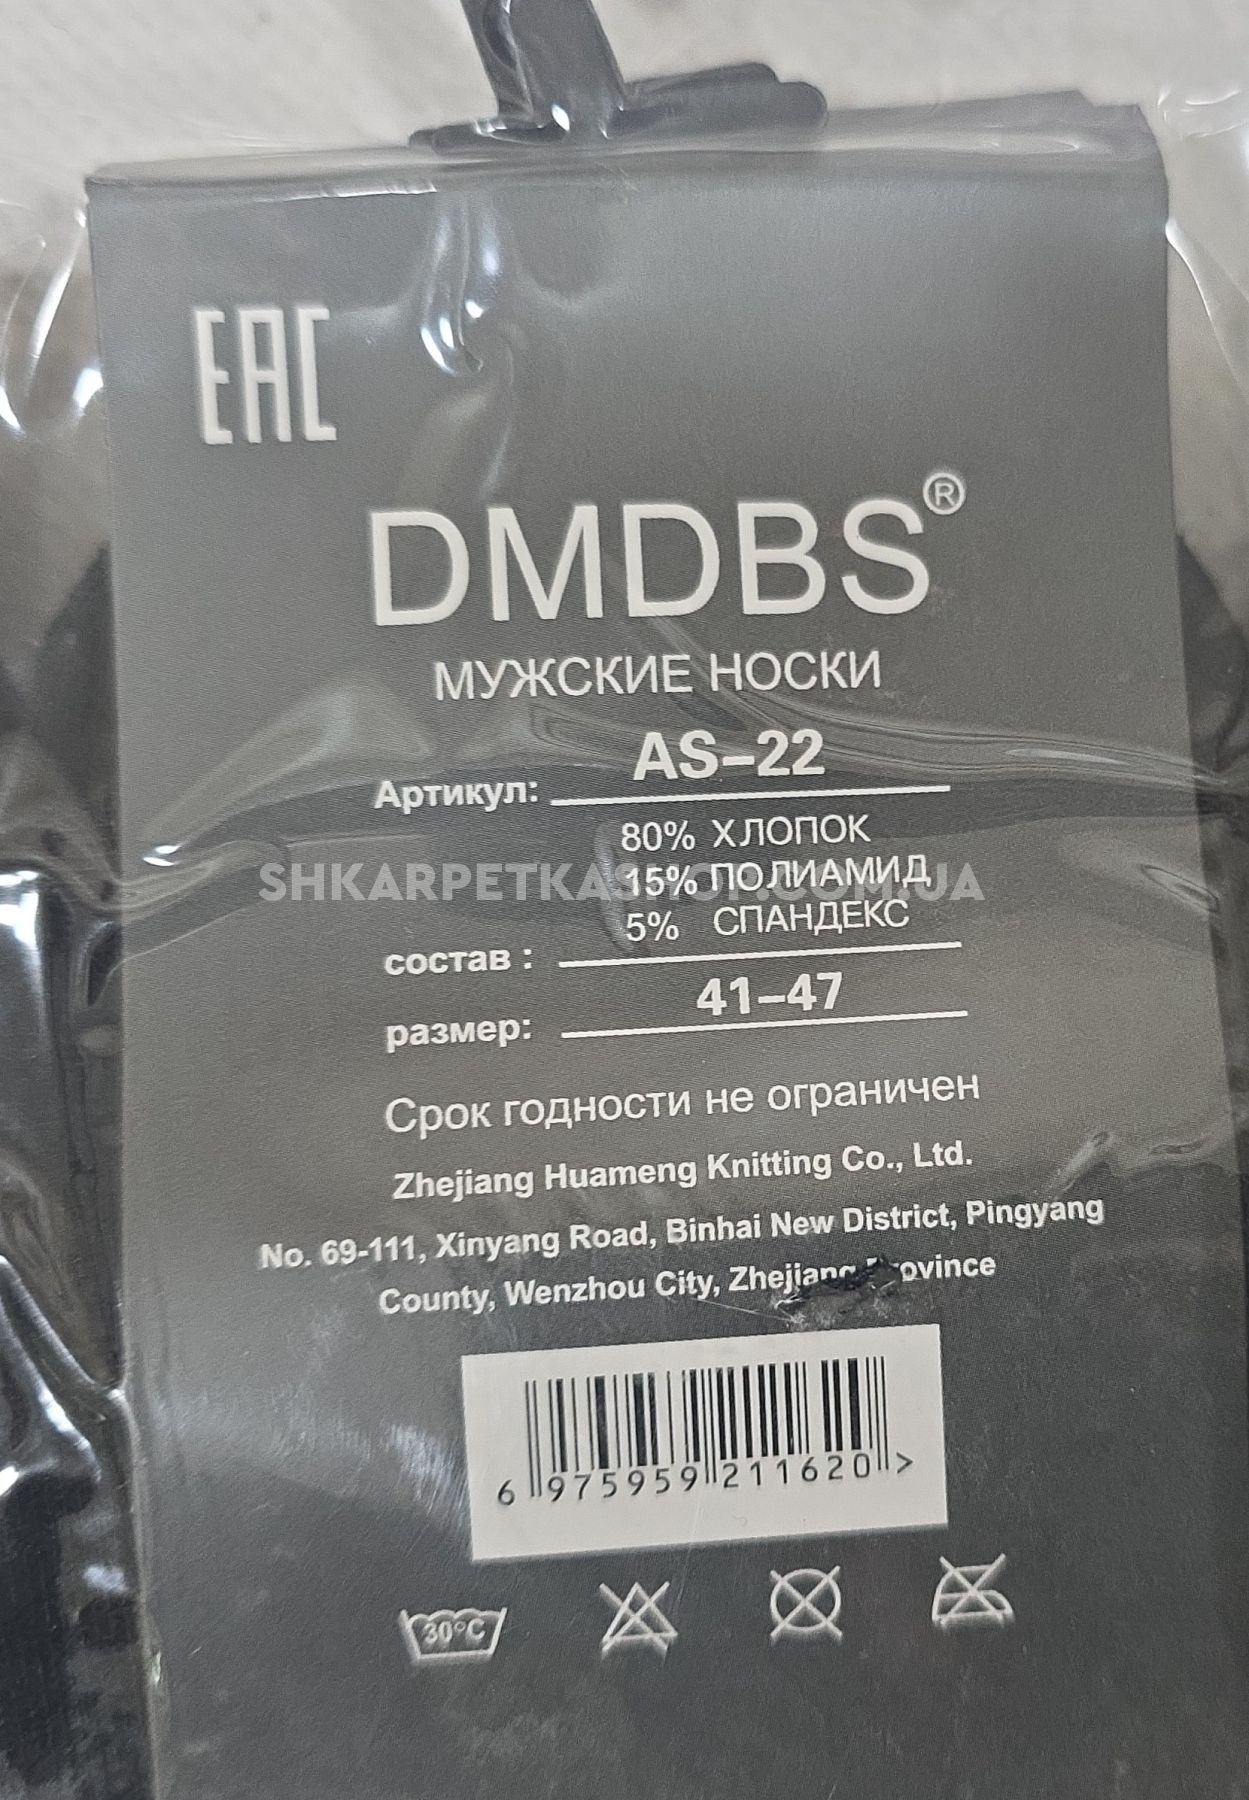 EAC
DMDBS®
МУЖСКИЕ НОСКИ
Артикул: AS-22
80% ХЛОПОК
SHKARPETKASHOP.COM.UA
15% ПОЛИАМИД
5% СПАНДЕКС
состав :
размер: 41-47
Срок годности не ограничен
Zhejiang Huameng Knitting Co., Ltd.
No. 69-111, Xinyang Road, Binhai New District, Pingyang
County, Wenzhou City, Zhejiang Province
6 975959 211620 >
30°C